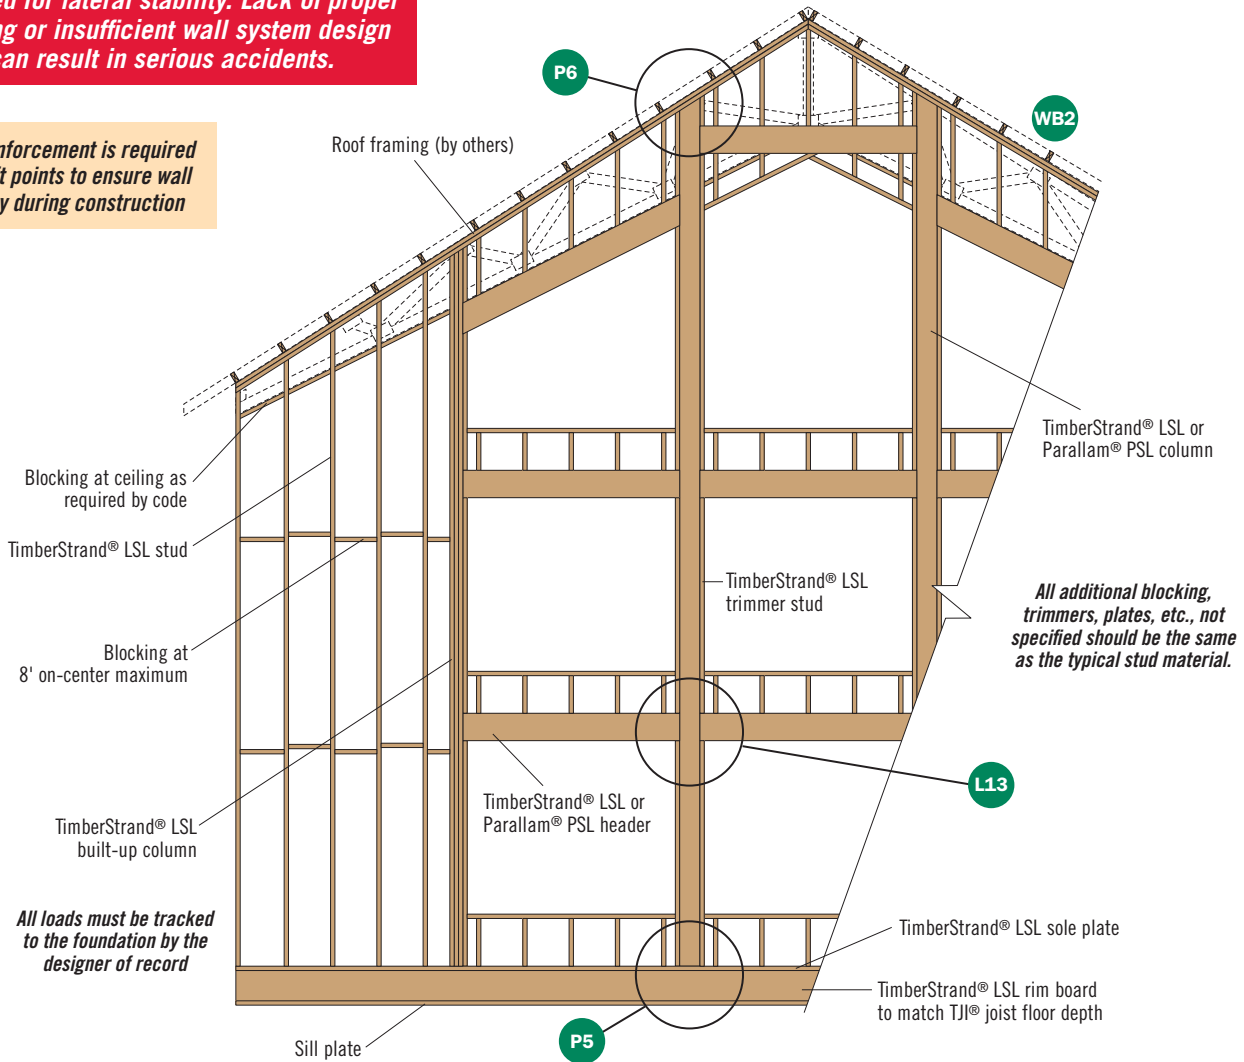 for lateral stability. Lack of proper
or insufficient wall system design
can result in serious accidents.
is required
points to ensure wall
during construction
P6
WB2
Roof framing (by others)
Blocking at ceiling as
required by code
TimberStrand® LSL stud
Blocking at
8' on-center maximum
TimberStrand® LSL
built-up column
All loads must be tracked
to the foundation by the
designer of record
TimberStrand® LSL or
Parallam® PSL column
TimberStrand® LSL
trimmer stud
All additional blocking,
trimmers, plates, etc., not
specified should be the same
as the typical stud material.
TimberStrand® LSL or
Parallam® PSL header
L13
TimberStrand® LSL sole plate
TimberStrand® LSL rim board
to match TJI® joist floor depth
Sill plate
P5